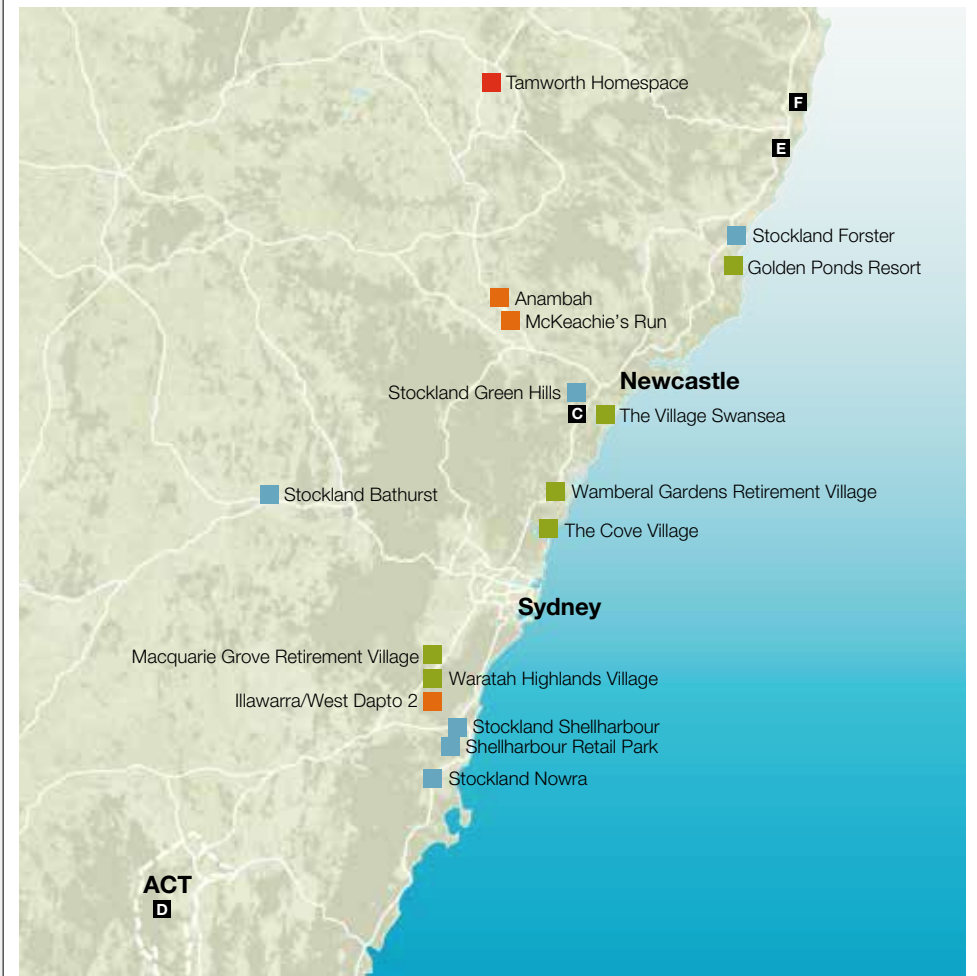 Tamworth Homespace
F
E
Stockland Forster
Golden Ponds Resort
Anambah
McKeachie's Run
Newcastle
Stockland Green Hills
C
The Village Swansea
Stockland Bathurst
Wamberal Gardens Retirement Village
The Cove Village
Sydney
Macquarie Grove Retirement Village
Waratah Highlands Village
Illawarra/West Dapto 2
Stockland Shellharbour
Shellharbour Retail Park
Stockland Nowra
ACT
D